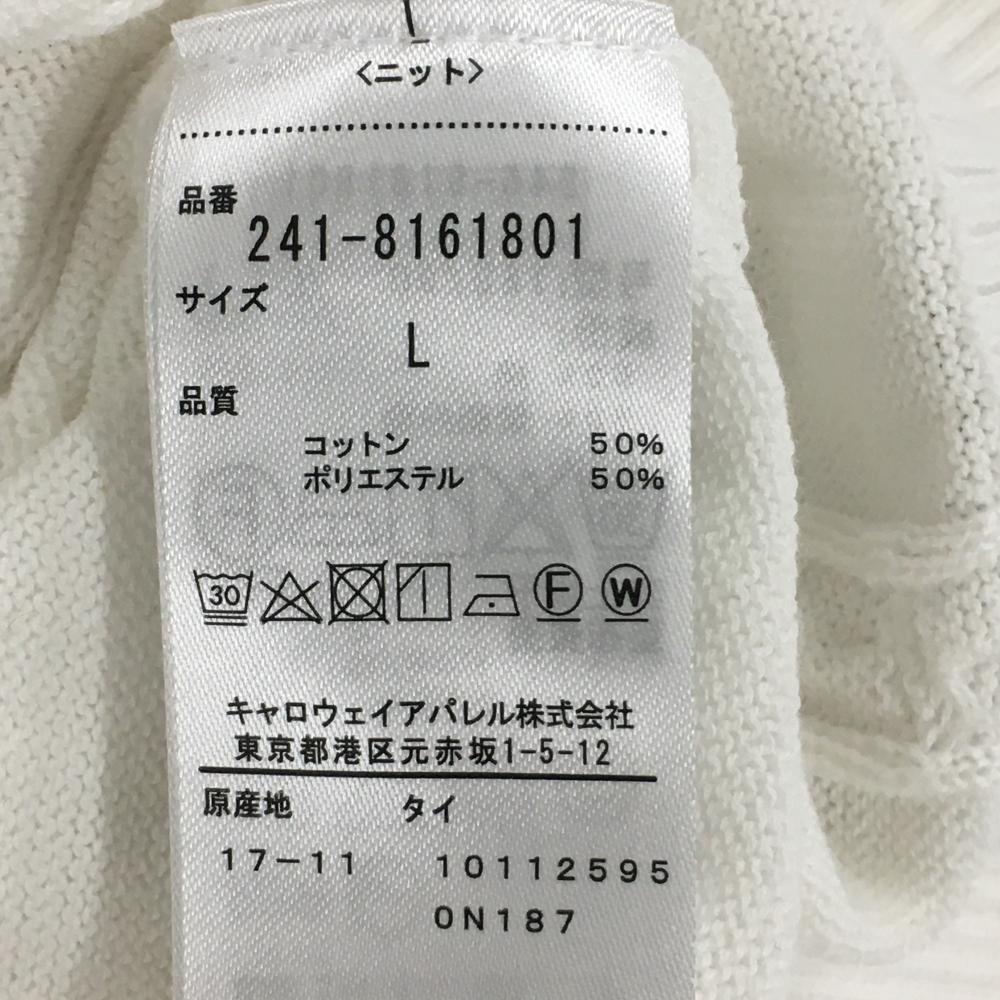 <ニット>
品番
241-8161801
サイズ
L
品質
コットン 50%
ポリエステル 50%
30 F W
キャロウェイアパレル株式会社
東京都港区元赤坂1-5-12
原産地 タイ
17-11 10112595
0N187